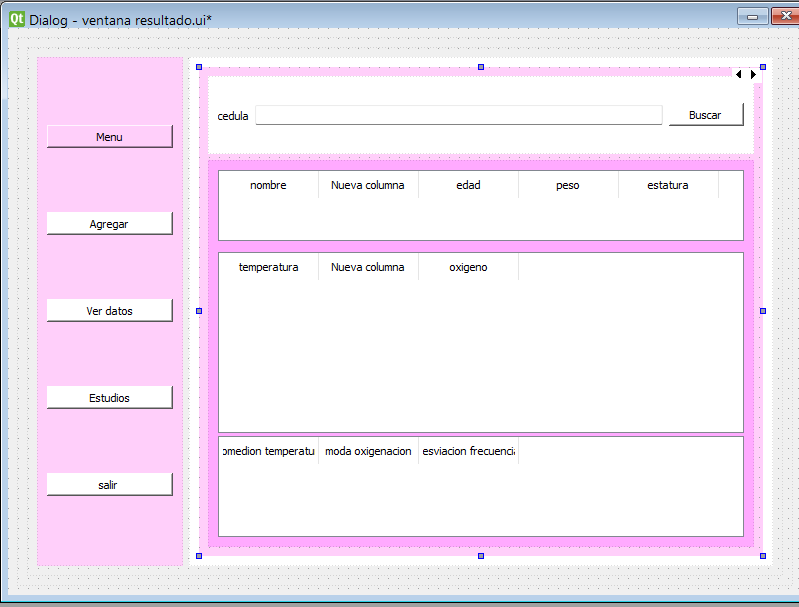 Qt Dialog - ventana resultado.ui*
Menu
Agregar
Ver datos
Estudios
salir
cedula Buscar
nombre Nueva columna edad peso estatura
temperatura Nueva columna oxigeno
omedion temperatu moda oxigenacion esviacion frecuenci